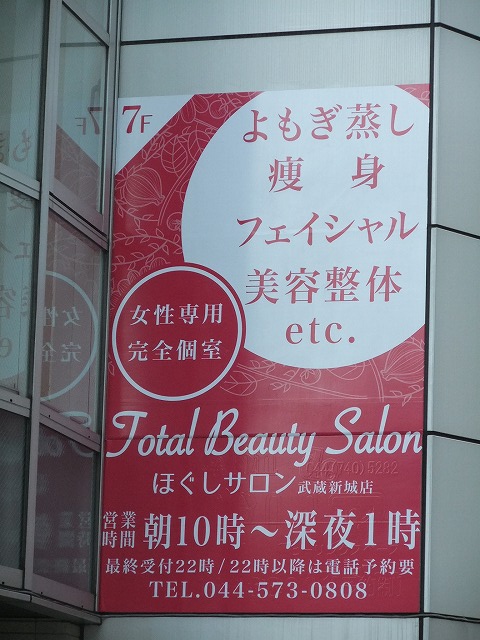 7F
よもぎ蒸し
痩身
フェイシャル
美容整体
etc.
女性専用
完全個室
Total Beauty Salon
ほぐしサロン 武蔵新城店
営業時間 朝10時～深夜1時
最終受付22時/22時以降は電話予約要
TEL.044-573-0808